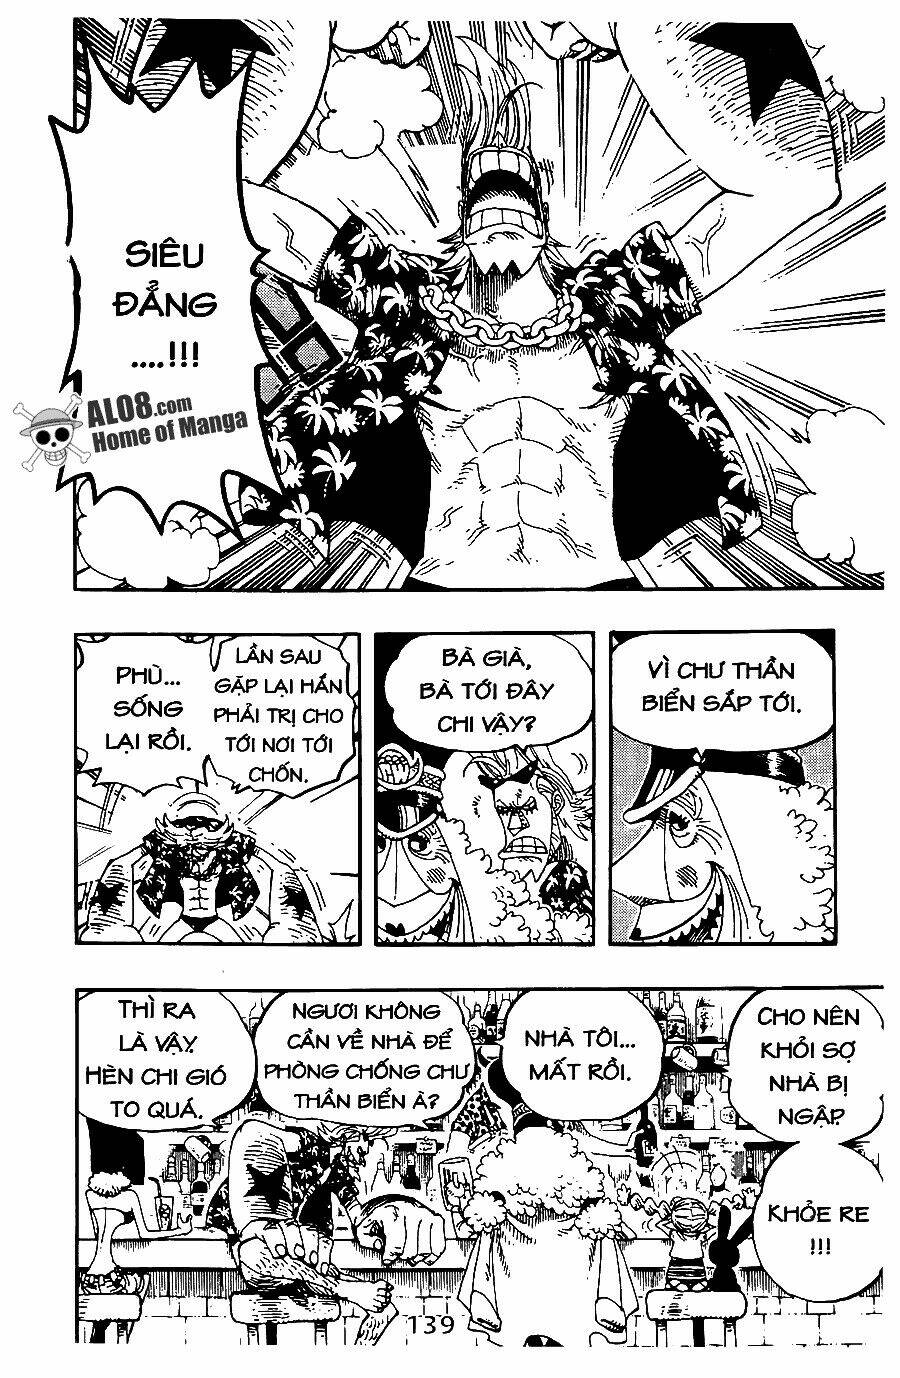 SIÊU
ĐẲNG
....!!!
AL08.com
Home of Manga
PHÙ...
SỐNG
LẠI RỒI.
LẦN SAU
GẶP LẠI HẮN
PHẢI TRỊ CHO
TỚI NƠI TỚI
CHỐN.
BÀ GIÀ,
BÀ TỚI ĐÂY
CHI VẬY?
VÌ CHƯ THẦN
BIỂN SẮP TỚI.
THÌ RA
LÀ VẬY.
HÈN CHI GIÓ
TO QUÁ.
NGƯƠI KHÔNG
CẦN VỀ NHÀ ĐỂ
PHÒNG CHỐNG CHƯ
THẦN BIỂN À?
NHÀ TÔI...
MẤT RỒI.
CHO NÊN
KHỎI SỢ
NHÀ BỊ
NGẬP?
KHỎE RE
!!!
139